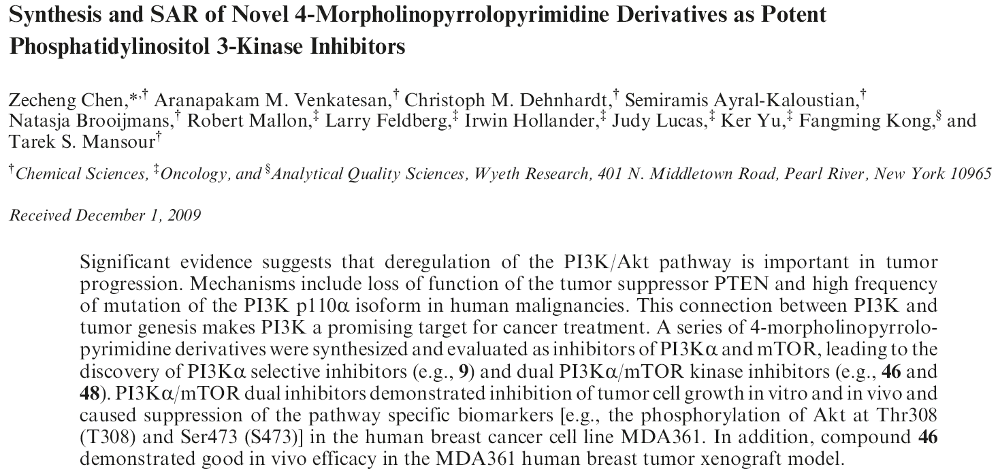 Synthesis and SAR of Novel 4-Morpholinopyrrolopyrimidine Derivatives as Potent
Phosphatidylinositol 3-Kinase Inhibitors
Zecheng Chen,*,† Aranapakam M. Venkatesan,† Christoph M. Dehnhardt,† Semiramis Ayral-Kaloustian,†
Natasja Brooijmans,† Robert Mallon,‡ Larry Feldberg,‡ Irwin Hollander,‡ Judy Lucas,‡ Ker Yu,‡ Fangming Kong,§ and
Tarek S. Mansour†
†Chemical Sciences, ‡Oncology, and §Analytical Quality Sciences, Wyeth Research, 401 N. Middletown Road, Pearl River, New York 10965
Received December 1, 2009
Significant evidence suggests that deregulation of the PI3K/Akt pathway is important in tumor
progression. Mechanisms include loss of function of the tumor suppressor PTEN and high frequency
of mutation of the PI3K p110α isoform in human malignancies. This connection between PI3K and
tumor genesis makes PI3K a promising target for cancer treatment. A series of 4-morpholinopyrrolo-
pyrimidine derivatives were synthesized and evaluated as inhibitors of PI3Kα and mTOR, leading to the
discovery of PI3Kα selective inhibitors (e.g., 9) and dual PI3Kα/mTOR kinase inhibitors (e.g., 46 and
48). PI3Kα/mTOR dual inhibitors demonstrated inhibition of tumor cell growth in vitro and in vivo and
caused suppression of the pathway specific biomarkers [e.g., the phosphorylation of Akt at Thr308
(T308) and Ser473 (S473)] in the human breast cancer cell line MDA361. In addition, compound 46
demonstrated good in vivo efficacy in the MDA361 human breast tumor xenograft model.